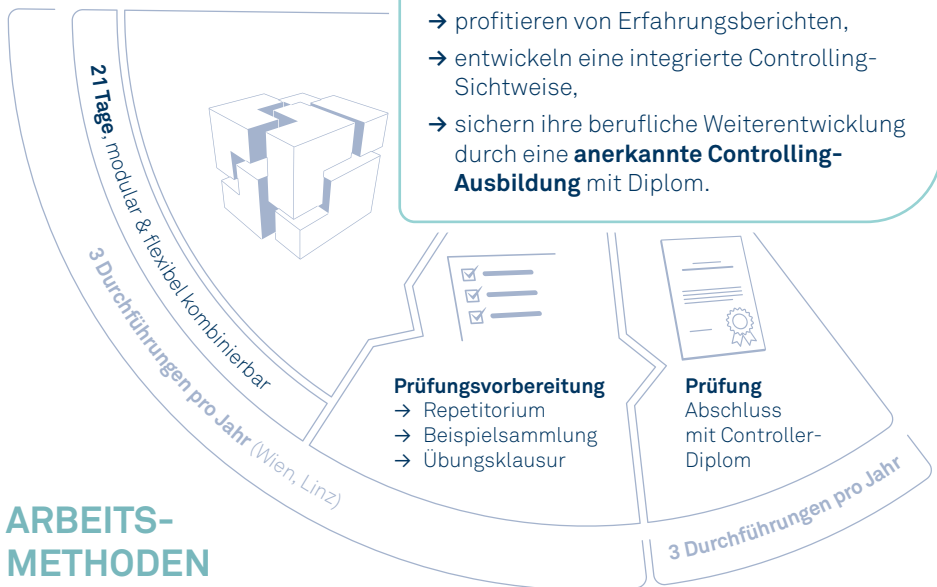 → profitieren von Erfahrungsberichten,
→ entwickeln eine integrierte Controlling-
Sichtweise,
→ sichern ihre berufliche Weiterentwicklung
durch eine anerkannte Controlling-
Ausbildung mit Diplom.
21 Tage, modular & flexibel kombinierbar
3 Durchführungen pro Jahr (Wien, Linz)
Prüfungsvorbereitung
→ Repetitorium
→ Beispielsammlung
→ Übungsklausur
Prüfung
Abschluss
mit Controller-
Diplom
3 Durchführungen pro Jahr
ARBEITS-
METHODEN